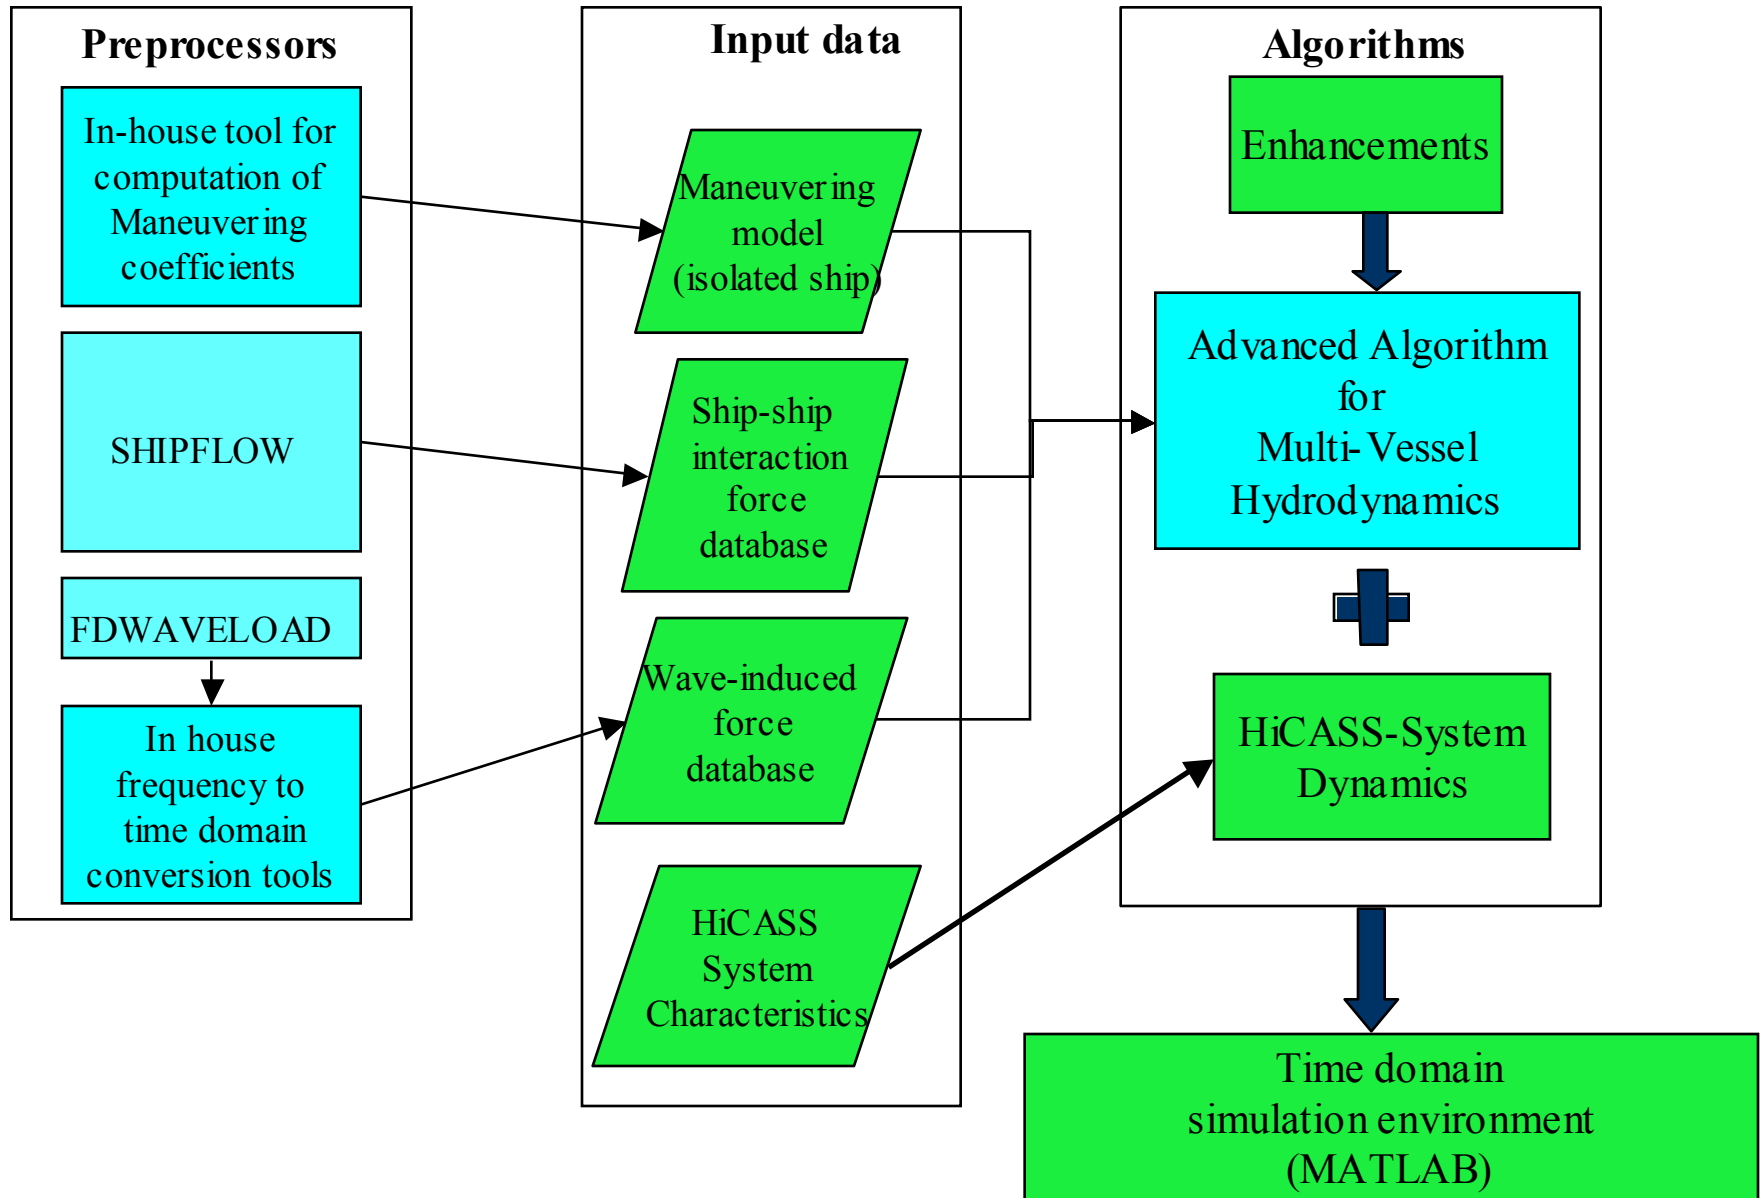 Preprocessors
In-house tool for
computation of
Maneuvering
coefficients
SHIPFLOW
FDWAVELOAD
In house
frequency to
time domain
conversion tools
Input data
Maneuvering
model
(isolated ship)
Ship-ship
interaction
force
database
Wave-induced
force
database
HiCASS
System
Characteristics
Algorithms
Enhancements
Advanced Algorithm
for
Multi-Vessel
Hydrodynamics
HiCASS-System
Dynamics
Time domain
simulation environment
(MATLAB)